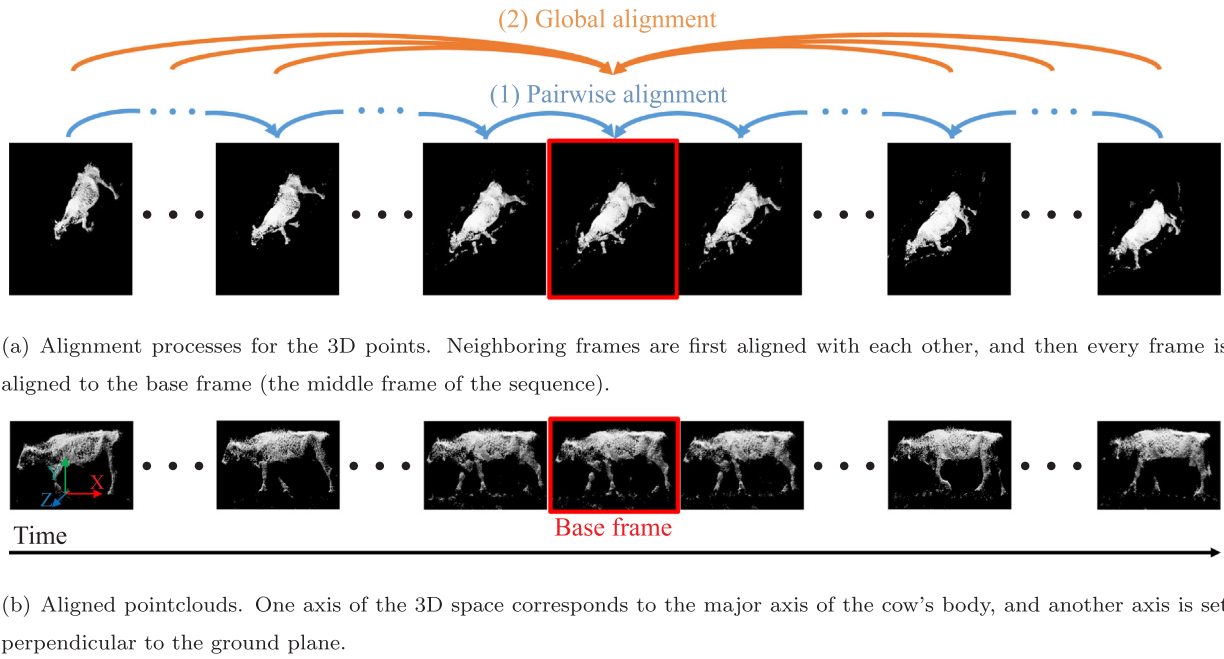 (2) Global alignment
(1) Pairwise alignment
(a) Alignment processes for the 3D points. Neighboring frames are first aligned with each other, and then every frame is
aligned to the base frame (the middle frame of the sequence).
Y
X
Z
Base frame
Time
(b) Aligned pointclouds. One axis of the 3D space corresponds to the major axis of the cow's body, and another axis is set
perpendicular to the ground plane.